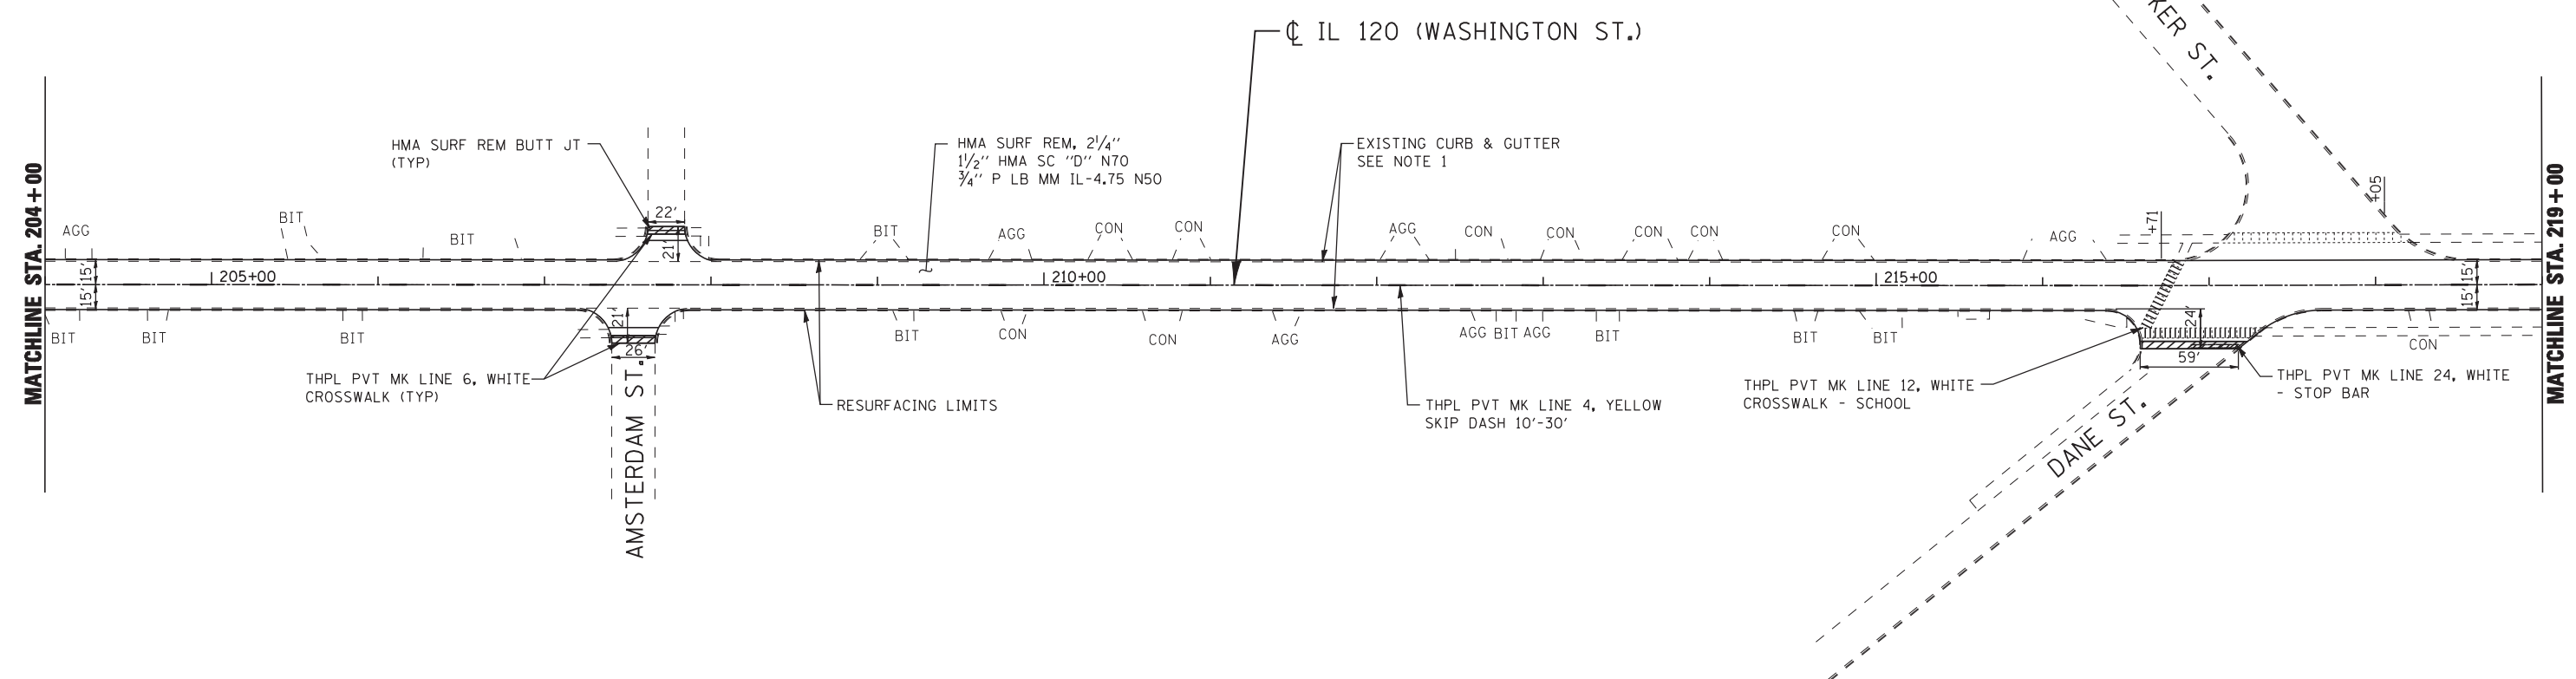 ℄ IL 120 (WASHINGTON ST.)
KER ST.
HMA SURF REM BUTT JT
(TYP)
HMA SURF REM, 2 1/4"
1 1/2" HMA SC "D" N70
3/4" P LB MM IL-4.75 N50
EXISTING CURB & GUTTER
SEE NOTE 1
MATCHLINE STA. 204+00
MATCHLINE STA. 219+00
+05
+71
22'
21'
AGG
BIT
BIT
BIT
AGG
CON
CON
AGG
CON
CON
CON
CON
CON
AGG
15'
15'
205+00
210+00
215+00
15'
15'
21'
26'
24'
59'
BIT
BIT
BIT
BIT
CON
CON
AGG
AGG
BIT
AGG
BIT
BIT
BIT
CON
THPL PVT MK LINE 6, WHITE
CROSSWALK (TYP)
RESURFACING LIMITS
THPL PVT MK LINE 4, YELLOW
SKIP DASH 10'-30'
THPL PVT MK LINE 12, WHITE
CROSSWALK - SCHOOL
THPL PVT MK LINE 24, WHITE
- STOP BAR
AMSTERDAM ST.
DANE ST.